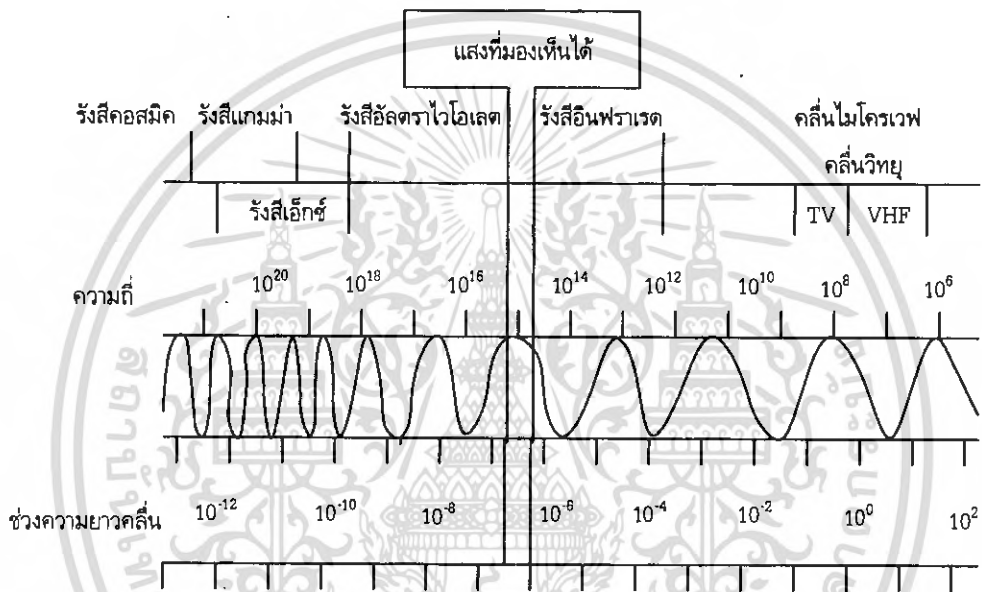 แสงที่มองเห็นได้
รังสีคอสมิค รังสีแกมม่า รังสีอัลตราไวโอเลต รังสีอินฟราเรด คลื่นไมโครเวฟ
คลื่นวิทยุ
รังสีเอ็กซ์ TV VHF
ความถี่ 10^20 10^18 10^16 10^14 10^12 10^10 10^8 10^6
ช่วงความยาวคลื่น 10^-12 10^-10 10^-8 10^-6 10^-4 10^-2 10^0 10^2